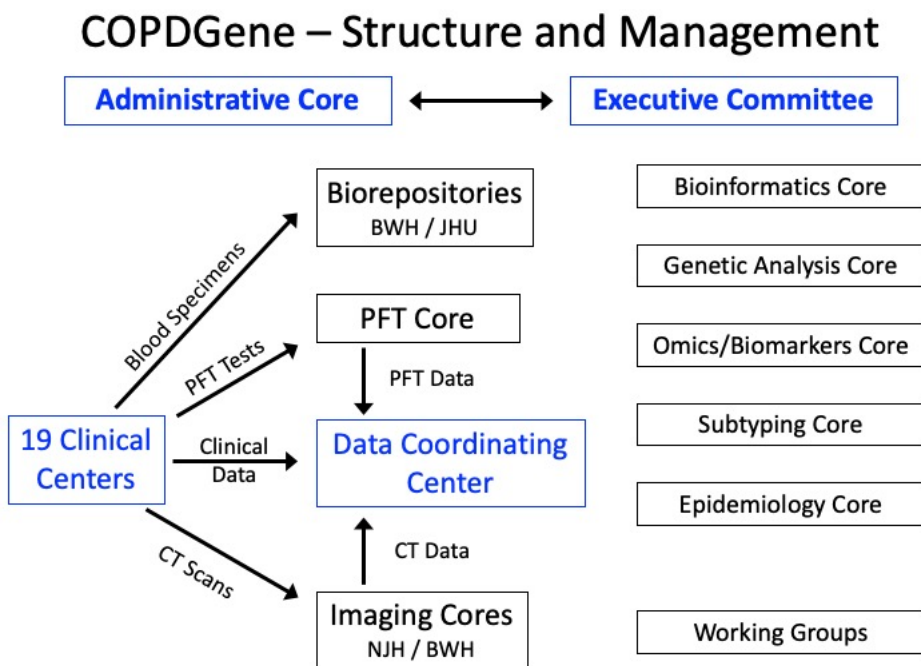 COPDGene – Structure and Management
Administrative Core
Executive Committee
Biorepositories
BWH / JHU
Bioinformatics Core
Blood Specimens
Genetic Analysis Core
PFT Core
PFT Tests
Omics/Biomarkers Core
PFT Data
19 Clinical
Centers
Clinical
Data
Data Coordinating
Center
Subtyping Core
Epidemiology Core
CT Scans
CT Data
Imaging Cores
NJH / BWH
Working Groups